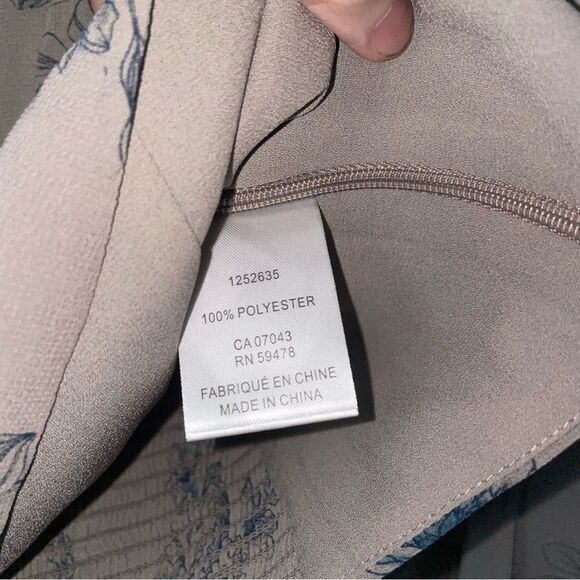 1252635
100% POLYESTER
CA 07043
RN 59478
FABRIQUÉ EN CHINE
MADE IN CHINA